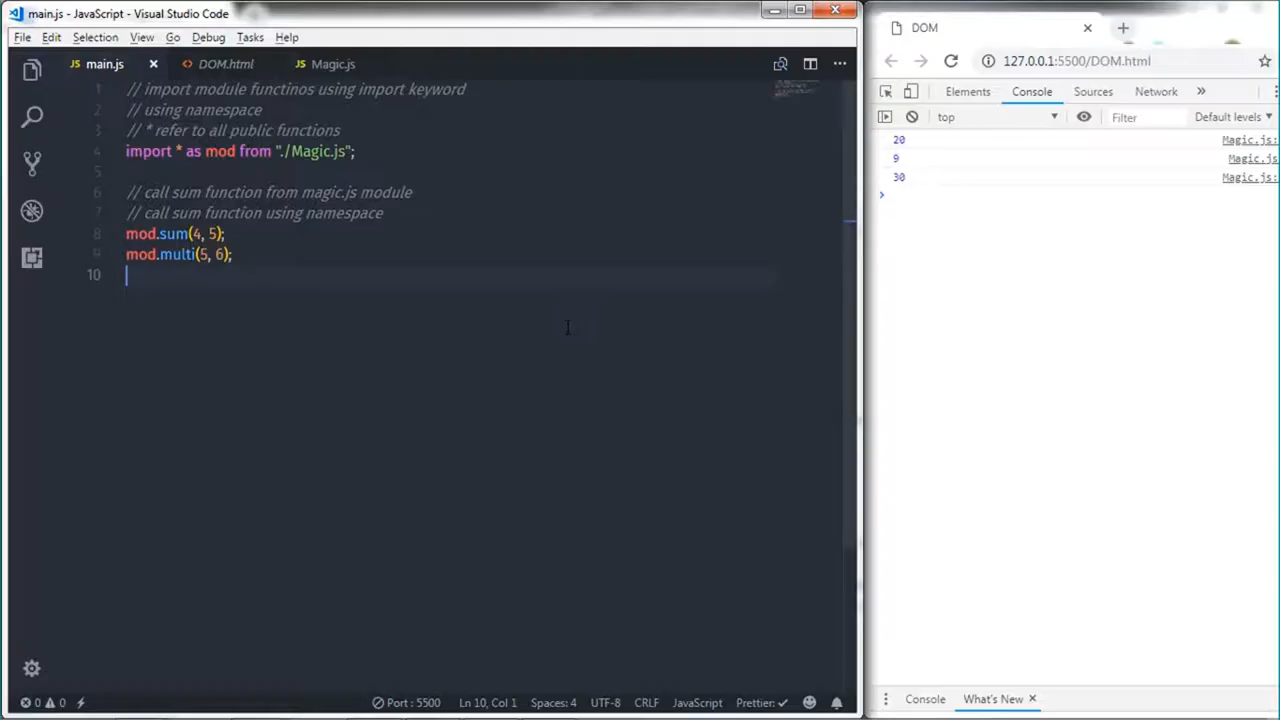 main.js - JavaScript - Visual Studio Code
File Edit Selection View Go Debug Tasks Help
JS main.js DOM.html JS Magic.js
1 // import module functinos using import keyword
2 // using namespace
3 // * refer to all public functions
4 import * as mod from "./Magic.js";
5
6 // call sum function from magic.js module
7 // call sum function using namespace
8 mod.sum(4, 5);
9 mod.multi(5, 6);
10
0 0 Port : 5500 Ln 10, Col 1 Spaces: 4 UTF-8 CRLF JavaScript Prettier: ✓
DOM
127.0.0.1:5500/DOM.html
Elements Console Sources Network »
top Filter Default levels
20 Magic.js:
9 Magic.js
30 Magic.js:
Console What's New